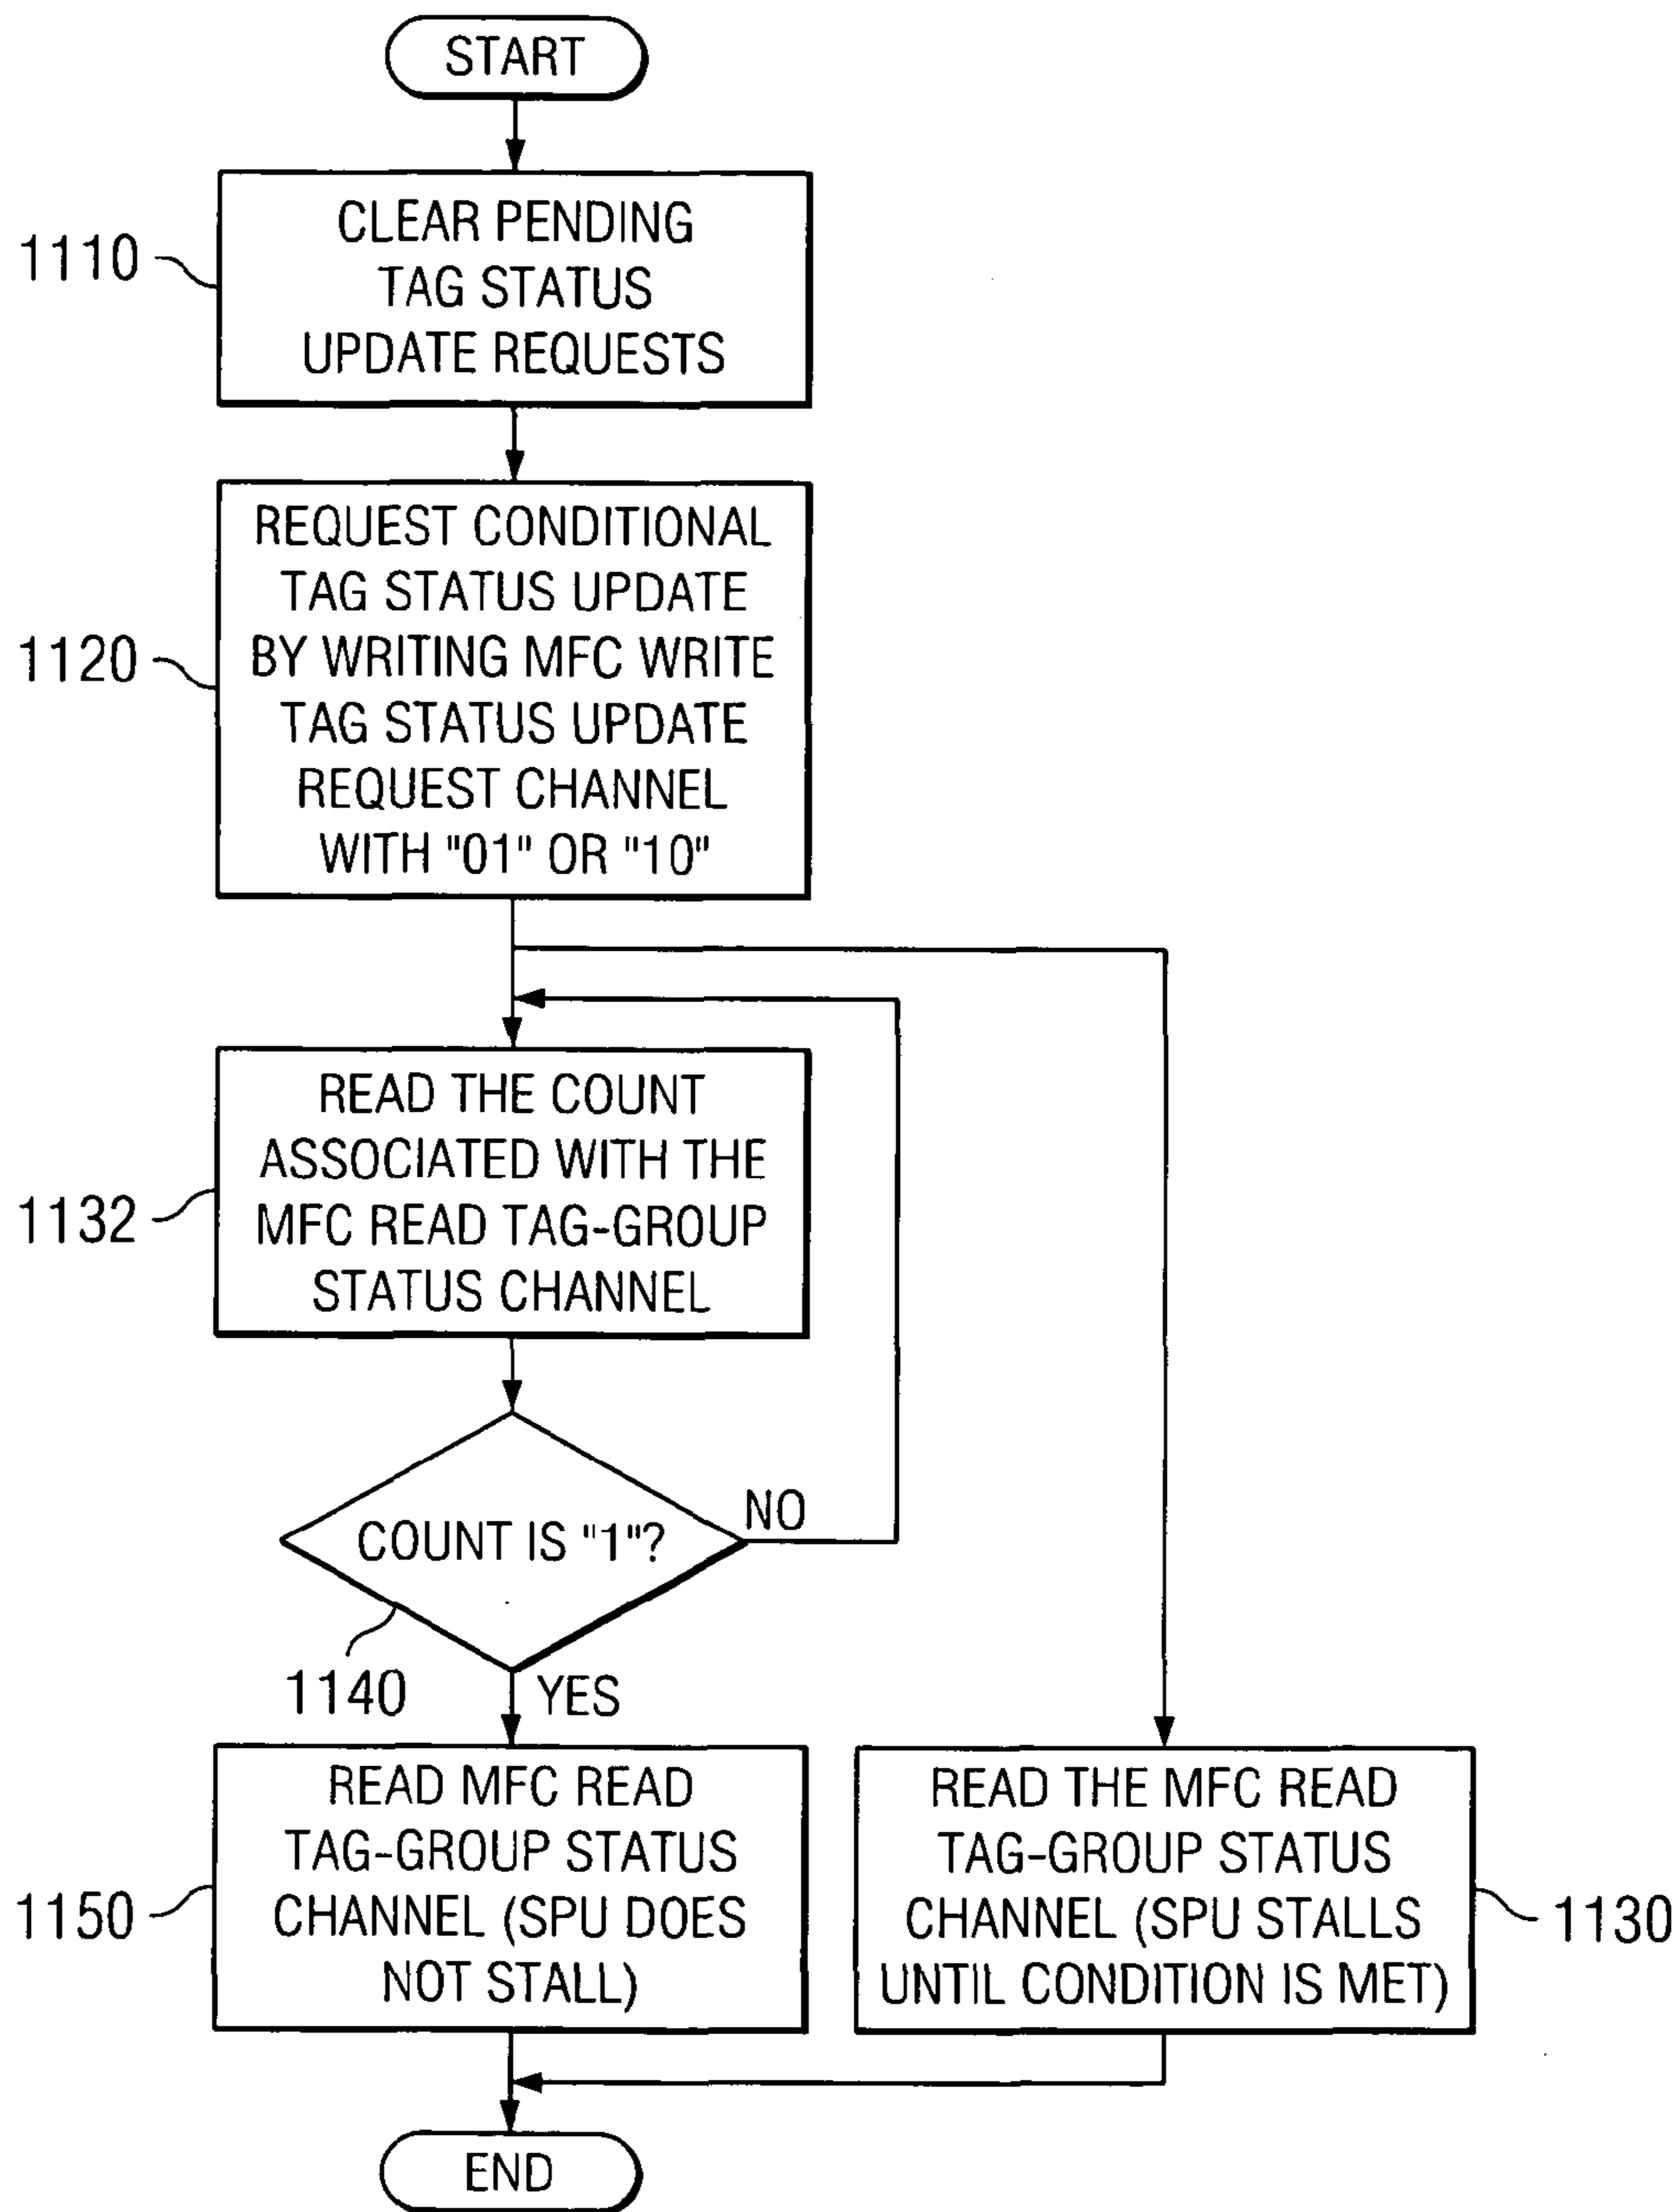 START
1110
CLEAR PENDING
TAG STATUS
UPDATE REQUESTS
1120
REQUEST CONDITIONAL
TAG STATUS UPDATE
BY WRITING MFC WRITE
TAG STATUS UPDATE
REQUEST CHANNEL
WITH "01" OR "10"
1132
READ THE COUNT
ASSOCIATED WITH THE
MFC READ TAG-GROUP
STATUS CHANNEL
COUNT IS "1"?
NO
1140
YES
1150
READ MFC READ
TAG-GROUP STATUS
CHANNEL (SPU DOES
NOT STALL)
READ THE MFC READ
TAG-GROUP STATUS
CHANNEL (SPU STALLS
UNTIL CONDITION IS MET)
1130
END